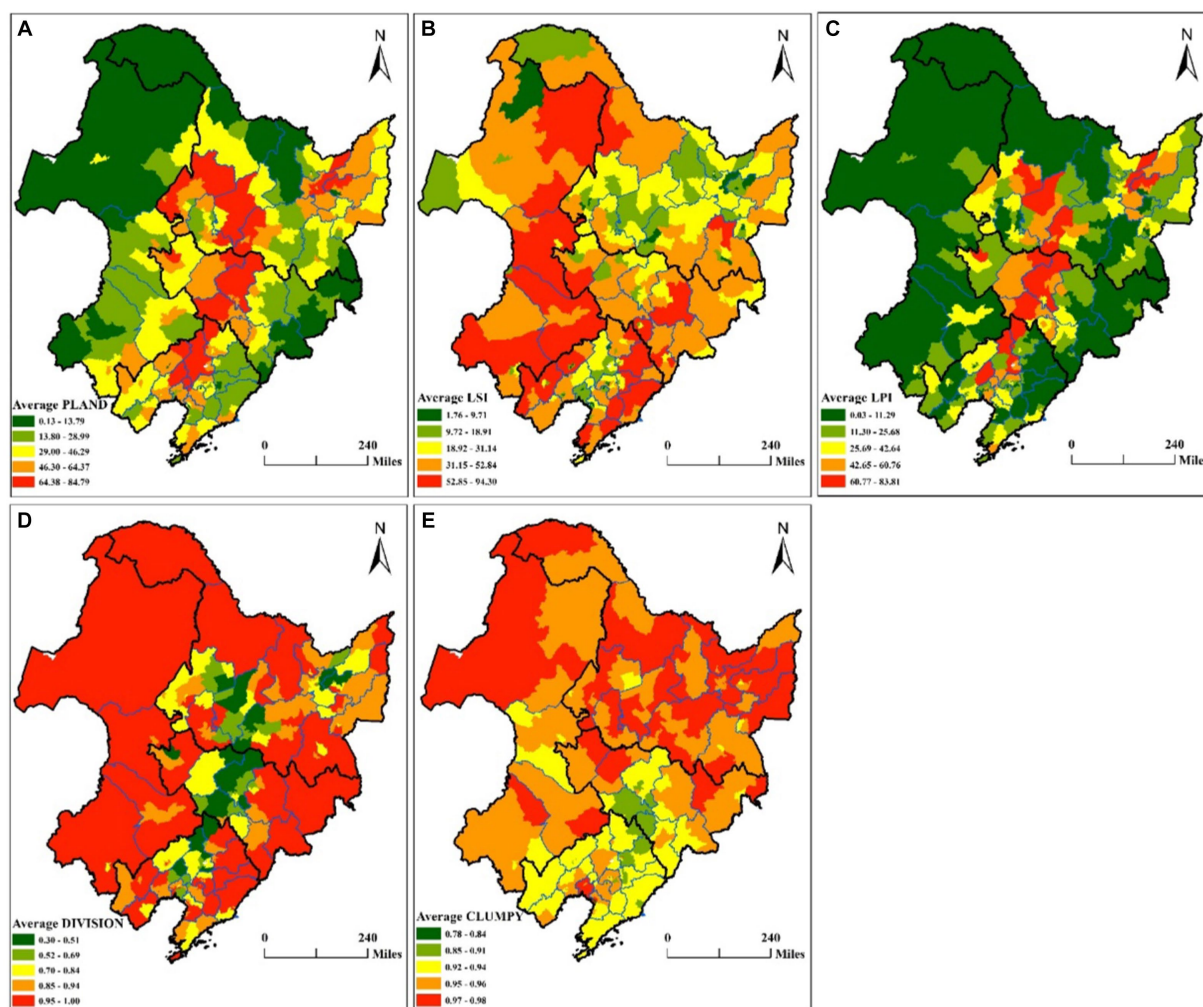 A
N
Average PLAND
0.13 - 13.79
13.80 - 28.99
29.00 - 46.29
46.30 - 64.37
64.38 - 84.79
0 240
Miles
B
N
Average LSI
1.76 - 9.71
9.72 - 18.91
18.92 - 31.14
31.15 - 52.84
52.85 - 94.30
0 240
Miles
C
N
Average LPI
0.03 - 11.29
11.30 - 25.68
25.69 - 42.64
42.65 - 60.76
60.77 - 83.81
0 240
Miles
D
N
Average DIVISION
0.30 - 0.51
0.52 - 0.69
0.70 - 0.84
0.85 - 0.94
0.95 - 1.00
0 240
Miles
E
N
Average CLUMPY
0.78 - 0.84
0.85 - 0.91
0.92 - 0.94
0.95 - 0.96
0.97 - 0.98
0 240
Miles